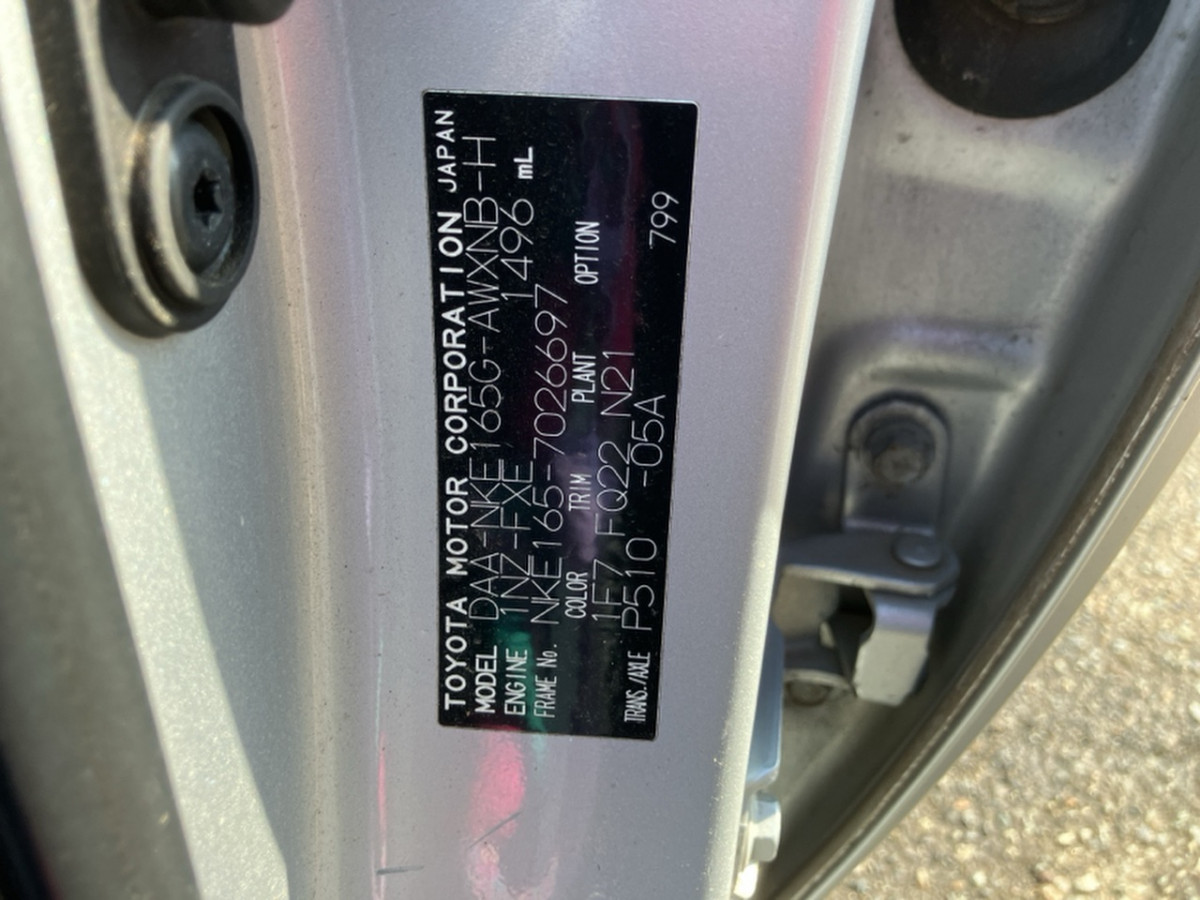 TOYOTA MOTOR CORPORATION JAPAN
MODEL DAA-NKE165G-AWXNB-H
ENGINE 1NZ-FXE 1496 mL
FRAME No. NKE165-7026697
COLOR TRIM PLANT OPTION
1F7 FQ22 N21
TRANS./AXLE P510 -05A 799